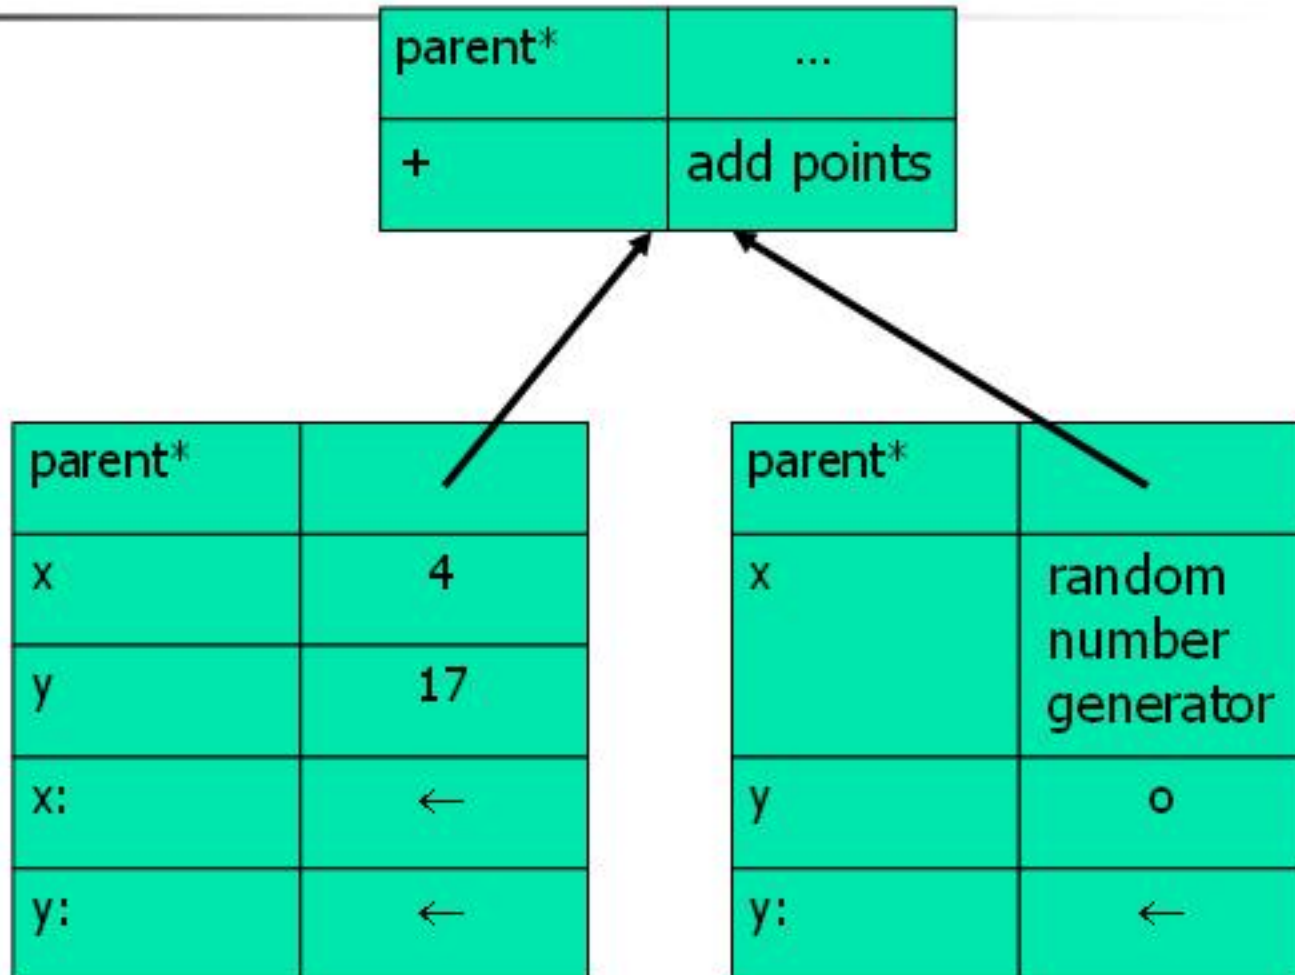 parent* ...
+ add points
parent*
x 4
y 17
x: ←
y: ←
parent*
x random
number
generator
y o
y: ←